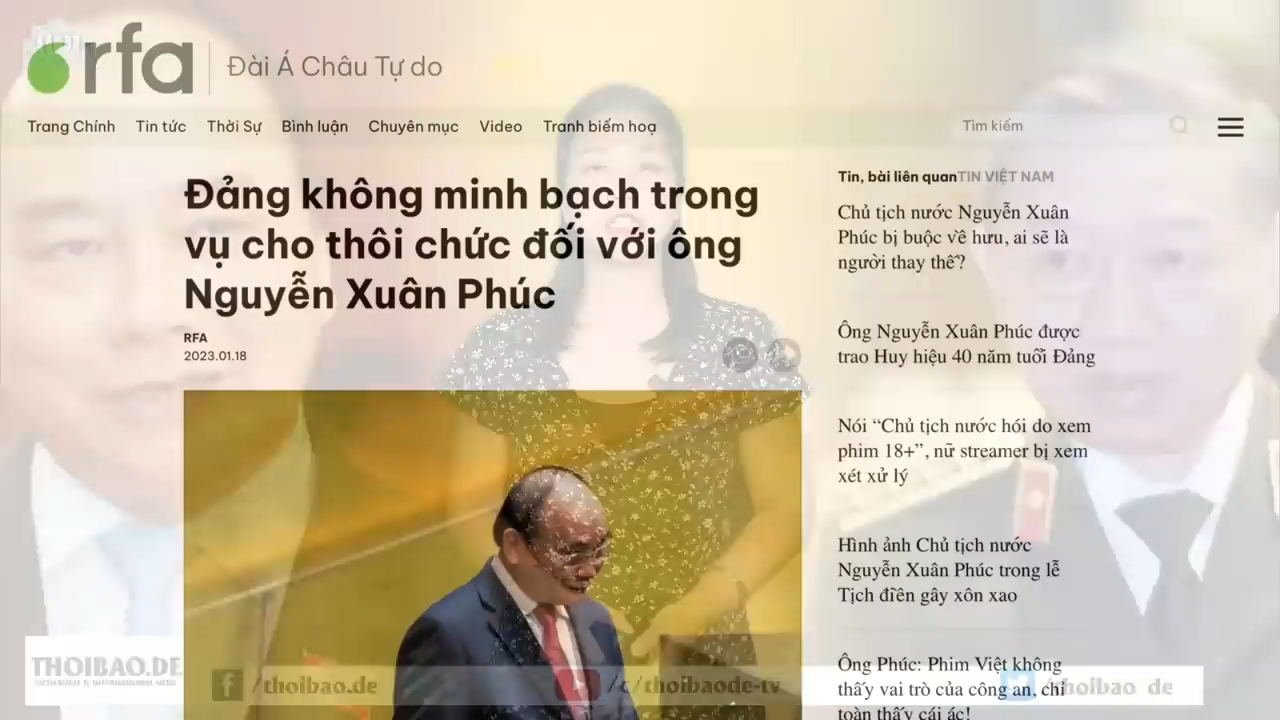 rfa
Đài Á Châu Tự do
Trang Chính Tin tức Thời Sự Bình luận Chuyên mục Video Tranh biếm hoạ
Tìm kiếm
Đảng không minh bạch trong
vụ cho thôi chức đối với ông
Nguyễn Xuân Phúc
RFA
2023.01.18
Tin, bài liên quan TIN VIỆT NAM
Chủ tịch nước Nguyễn Xuân
Phúc bị buộc về hưu, ai sẽ là
người thay thế?
Ông Nguyễn Xuân Phúc được
trao Huy hiệu 40 năm tuổi Đảng
Nói “Chủ tịch nước hói do xem
phim 18+”, nữ streamer bị xem
xét xử lý
Hình ảnh Chủ tịch nước
Nguyễn Xuân Phúc trong lễ
Tịch điền gây xôn xao
Ông Phúc: Phim Việt không
thấy vai trò của công an, chỉ
toàn thấy cái ác!
THOIBAO.DE
/thoibao.de
/c/thoibaode-tv
thoibao de